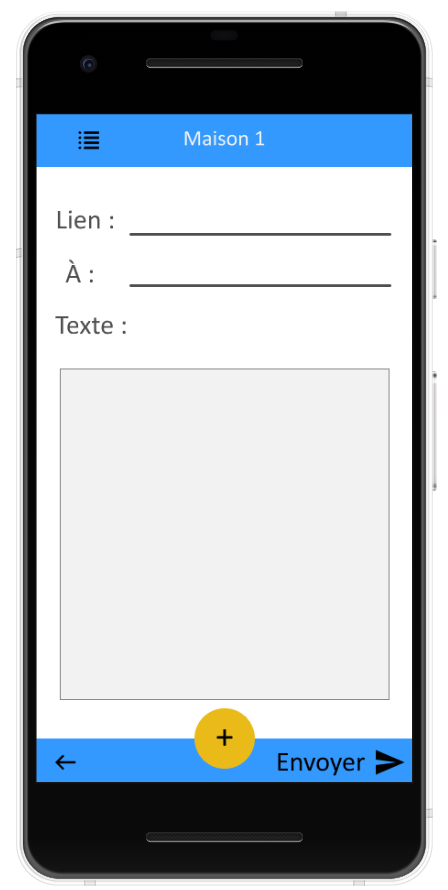 Maison 1
Lien :
À :
Texte :
+
Envoyer